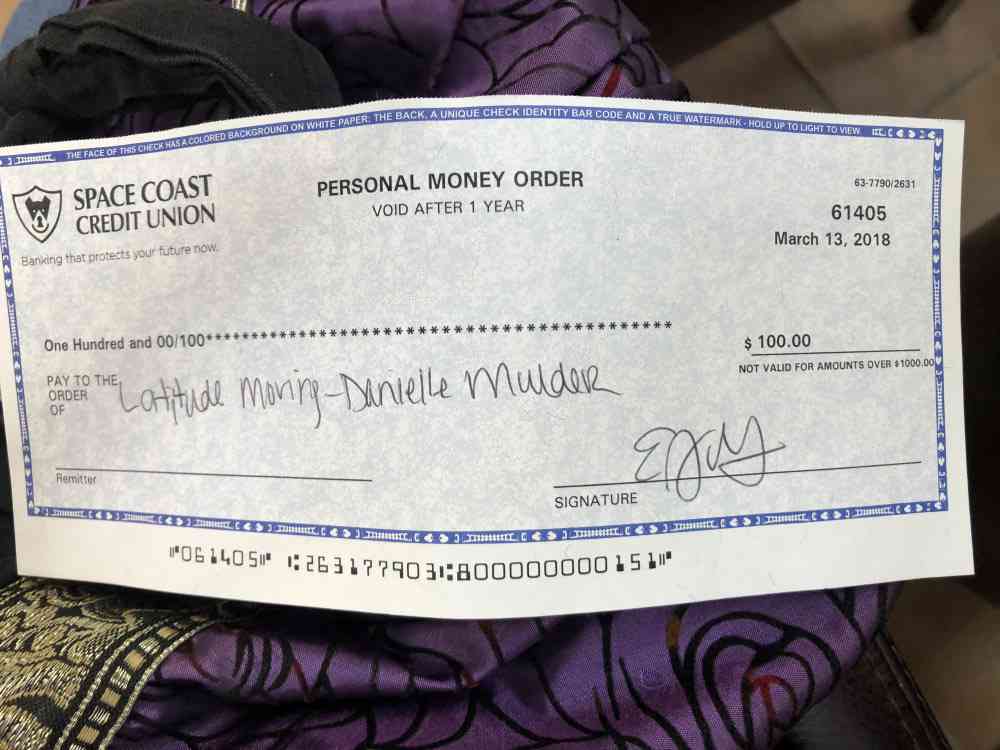 THE FACE OF THIS CHECK HAS A COLORED BACKGROUND ON WHITE PAPER; THE BACK, A UNIQUE CHECK IDENTITY BAR CODE AND A TRUE WATERMARK - HOLD UP TO LIGHT TO VIEW
SPACE COAST
CREDIT UNION
Banking that protects your future now.
PERSONAL MONEY ORDER
VOID AFTER 1 YEAR
63-7790/2631
61405
March 13, 2018
One Hundred and 00/100*******************************************
$ 100.00
NOT VALID FOR AMOUNTS OVER $1000.00
PAY TO THE
ORDER
OF
Latitude Moving-Danielle Mulder
Remitter
SIGNATURE
⑈061405⑈ ⑆263177903⑆800000000151⑈